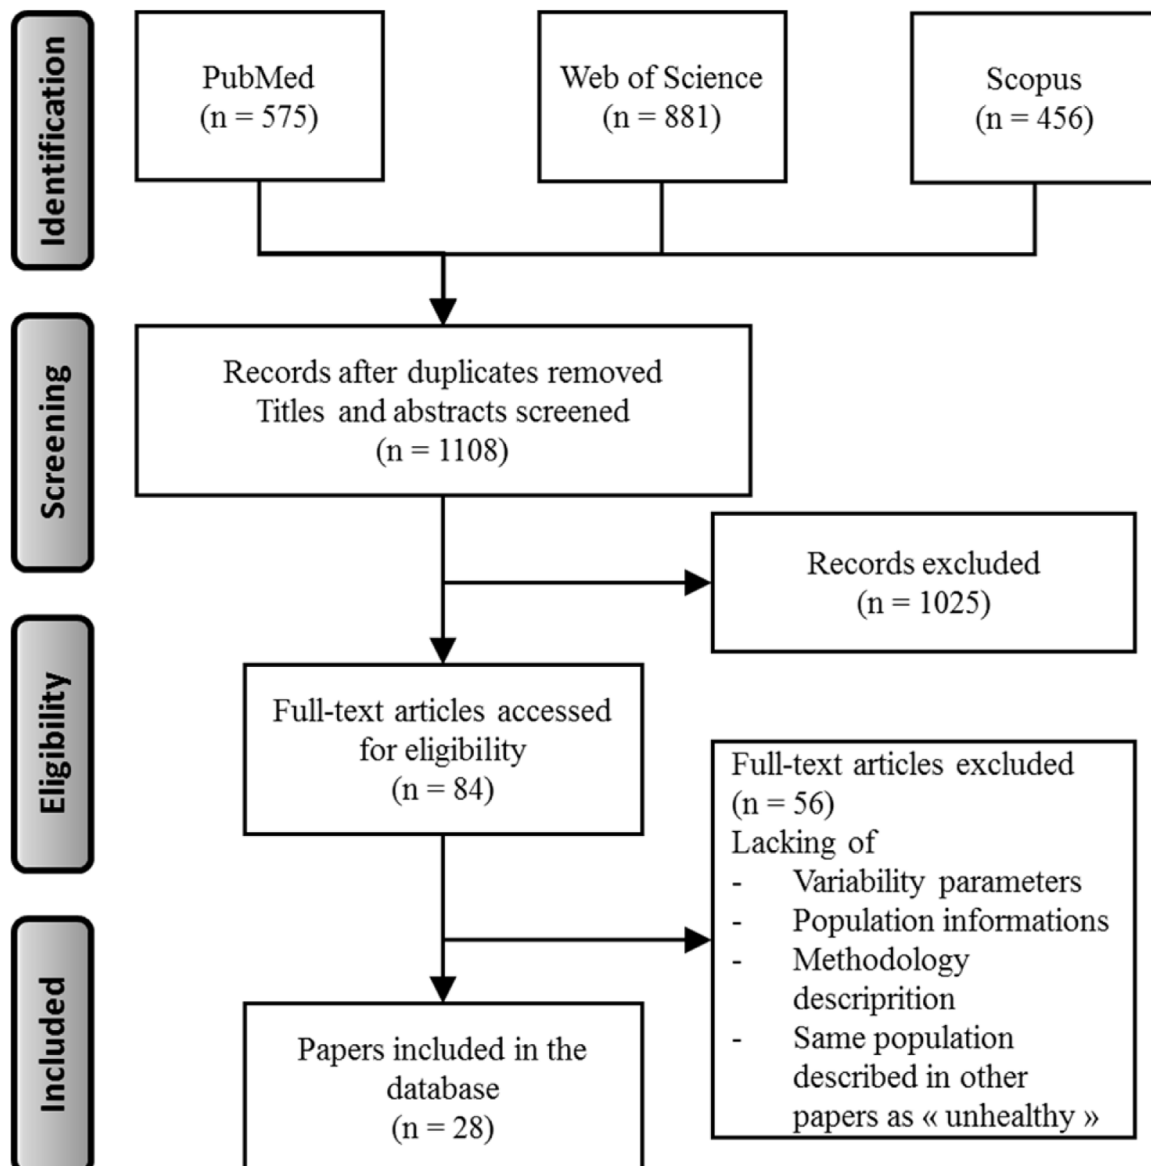 Identification
PubMed
(n = 575)
Web of Science
(n = 881)
Scopus
(n = 456)
Screening
Records after duplicates removed
Titles and abstracts screened
(n = 1108)
Records excluded
(n = 1025)
Eligibility
Full-text articles accessed
for eligibility
(n = 84)
Full-text articles excluded
(n = 56)
Lacking of
- Variability parameters
- Population informations
- Methodology
descriprition
- Same population
described in other
papers as « unhealthy »
Included
Papers included in the
database
(n = 28)